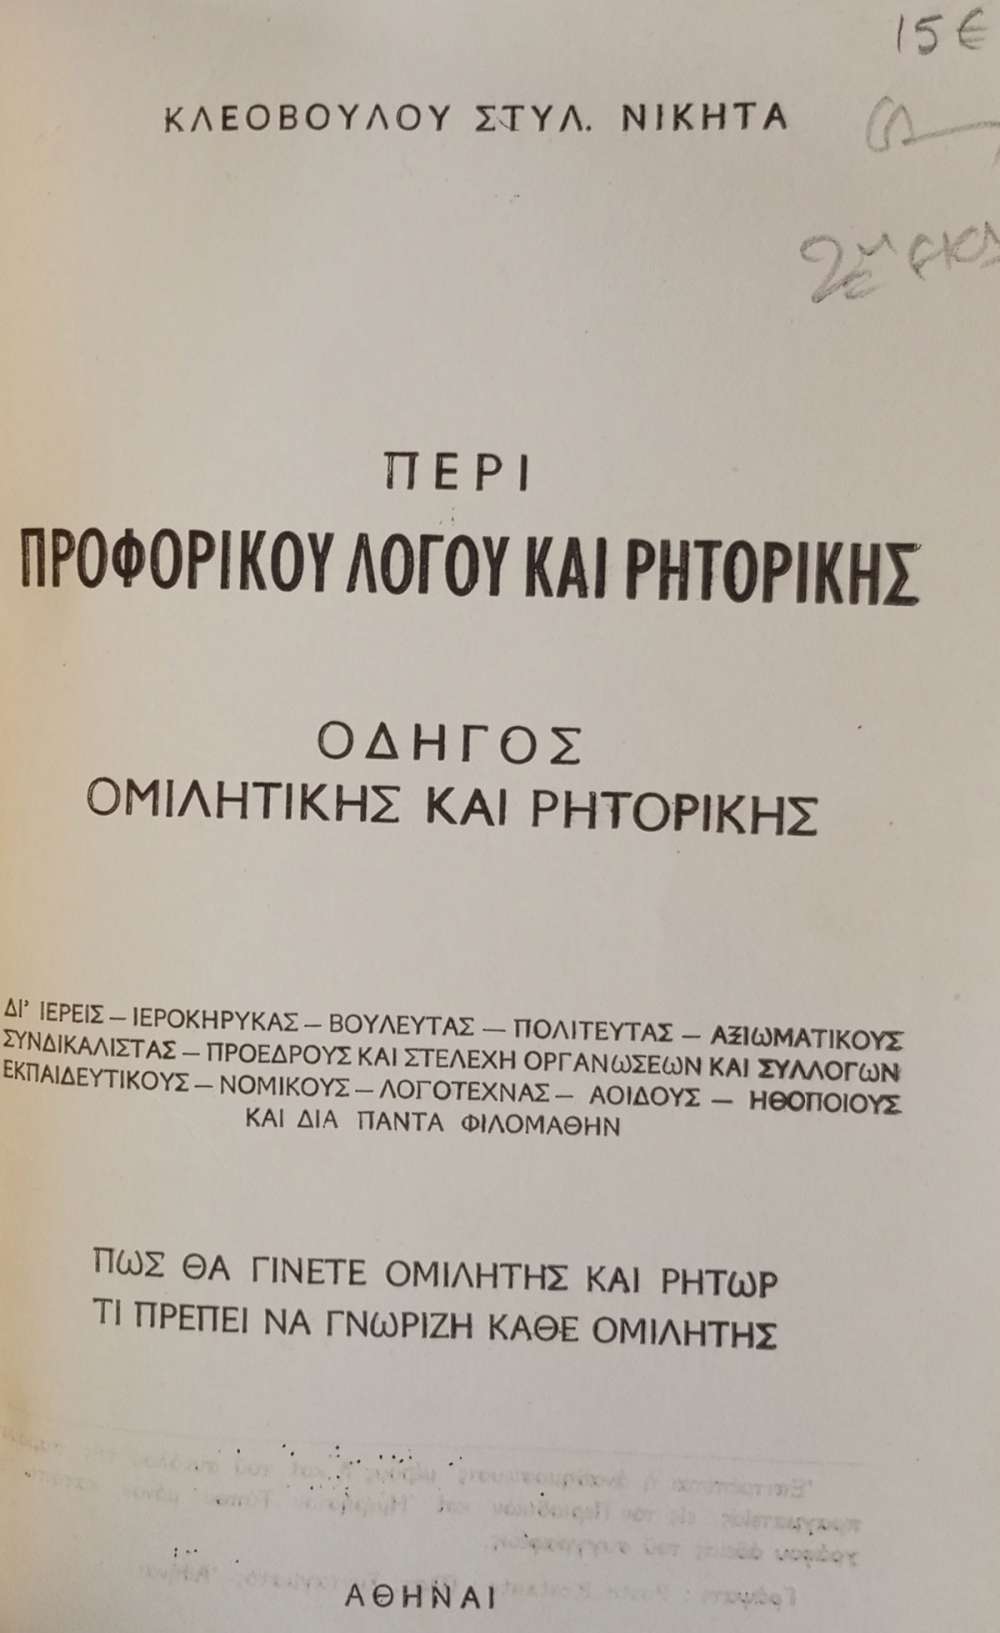 15 €
ΚΛΕΟΒΟΥΛΟΥ ΣΤΥΛ. ΝΙΚΗΤΑ
2α εκδ
ΠΕΡΙ
ΠΡΟΦΟΡΙΚΟΥ ΛΟΓΟΥ ΚΑΙ ΡΗΤΟΡΙΚΗΣ
ΟΔΗΓΟΣ
ΟΜΙΛΗΤΙΚΗΣ ΚΑΙ ΡΗΤΟΡΙΚΗΣ
ΔΙ' ΙΕΡΕΙΣ – ΙΕΡΟΚΗΡΥΚΑΣ – ΒΟΥΛΕΥΤΑΣ – ΠΟΛΙΤΕΥΤΑΣ – ΑΞΙΩΜΑΤΙΚΟΥΣ
ΣΥΝΔΙΚΑΛΙΣΤΑΣ – ΠΡΟΕΔΡΟΥΣ ΚΑΙ ΣΤΕΛΕΧΗ ΟΡΓΑΝΩΣΕΩΝ ΚΑΙ ΣΥΛΛΟΓΩΝ
ΕΚΠΑΙΔΕΥΤΙΚΟΥΣ – ΝΟΜΙΚΟΥΣ – ΛΟΓΟΤΕΧΝΑΣ – ΑΟΙΔΟΥΣ – ΗΘΟΠΟΙΟΥΣ
ΚΑΙ ΔΙΑ ΠΑΝΤΑ ΦΙΛΟΜΑΘΗΝ
ΠΩΣ ΘΑ ΓΙΝΕΤΕ ΟΜΙΛΗΤΗΣ ΚΑΙ ΡΗΤΩΡ
ΤΙ ΠΡΕΠΕΙ ΝΑ ΓΝΩΡΙΖΗ ΚΑΘΕ ΟΜΙΛΗΤΗΣ
ΑΘΗΝΑΙ